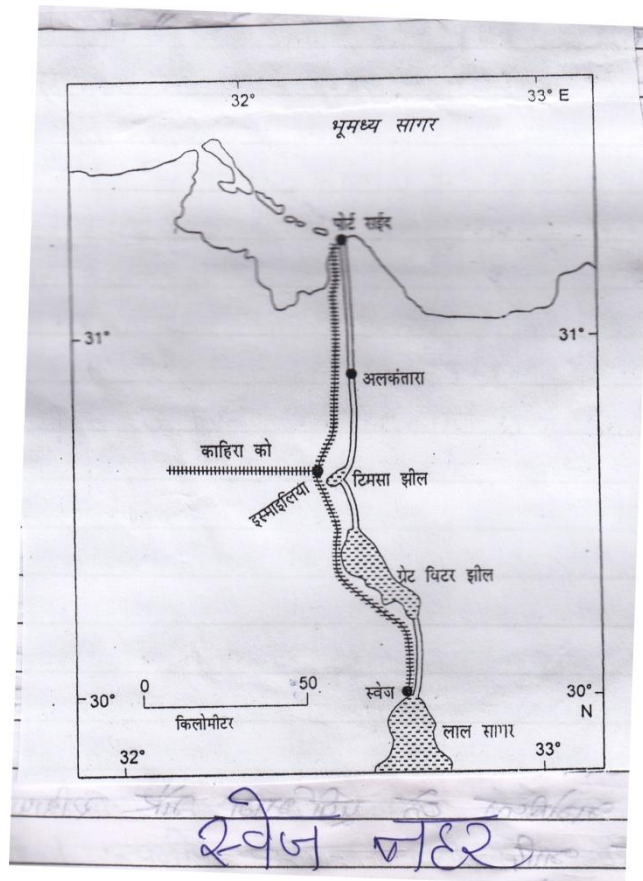 32° 33° E
भूमध्य सागर
पोर्ट सईद
31° 31°
अलकंतारा
काहिरा को
टिमसा झील
इस्माइलिया
ग्रेट विटर झील
0 50
स्वेज
30° 30°
N
किलोमीटर
लाल सागर
32° 33°
स्वेज नहर